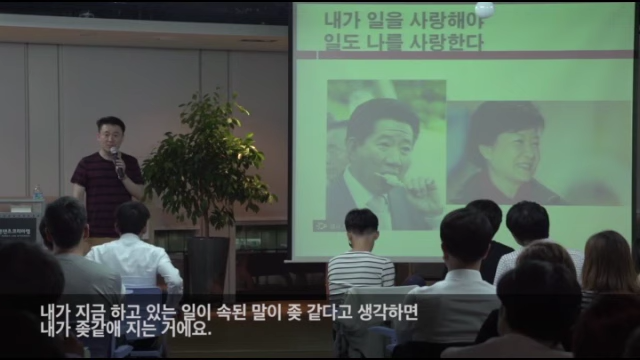 내가 일을 사랑해야
일도 나를 사랑한다
내가 지금 하고 있는 일이 속된 말이 좆 같다고 생각하면
내가 좆같애 지는 거에요.